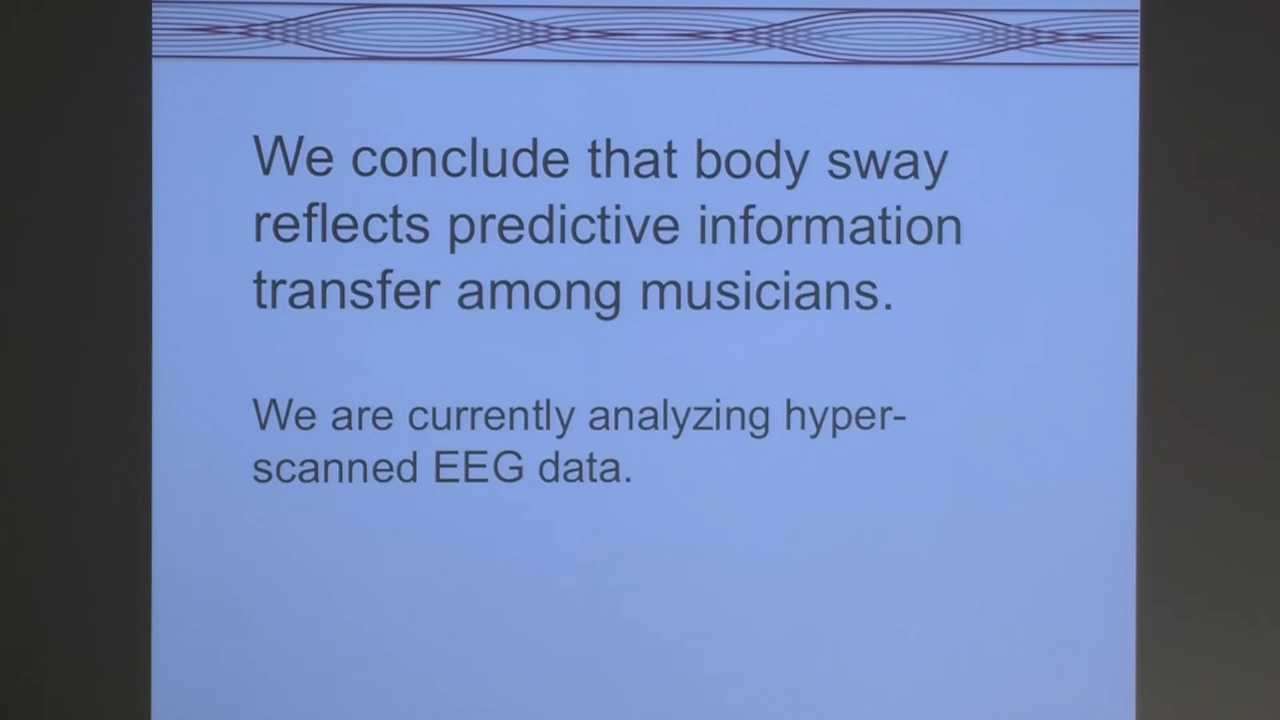 We conclude that body sway
reflects predictive information
transfer among musicians.
We are currently analyzing hyper-
scanned EEG data.